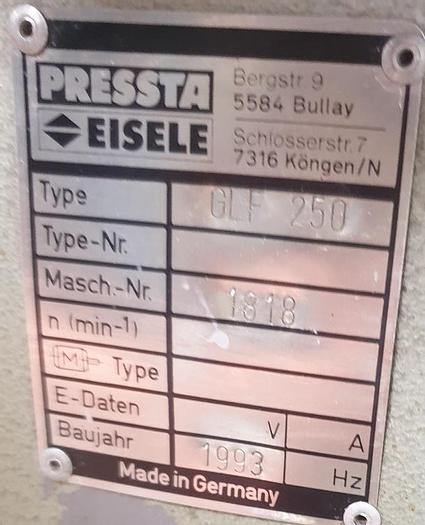 PRESSTA
EISELE
Bergstr. 9
5584 Bullay
Schlosserstr. 7
7316 Köngen/N
Type GLF 250
Type-Nr.
Masch.-Nr. 1818
n (min-1)
M Type
E-Daten V A
Baujahr 1993 Hz
Made in Germany